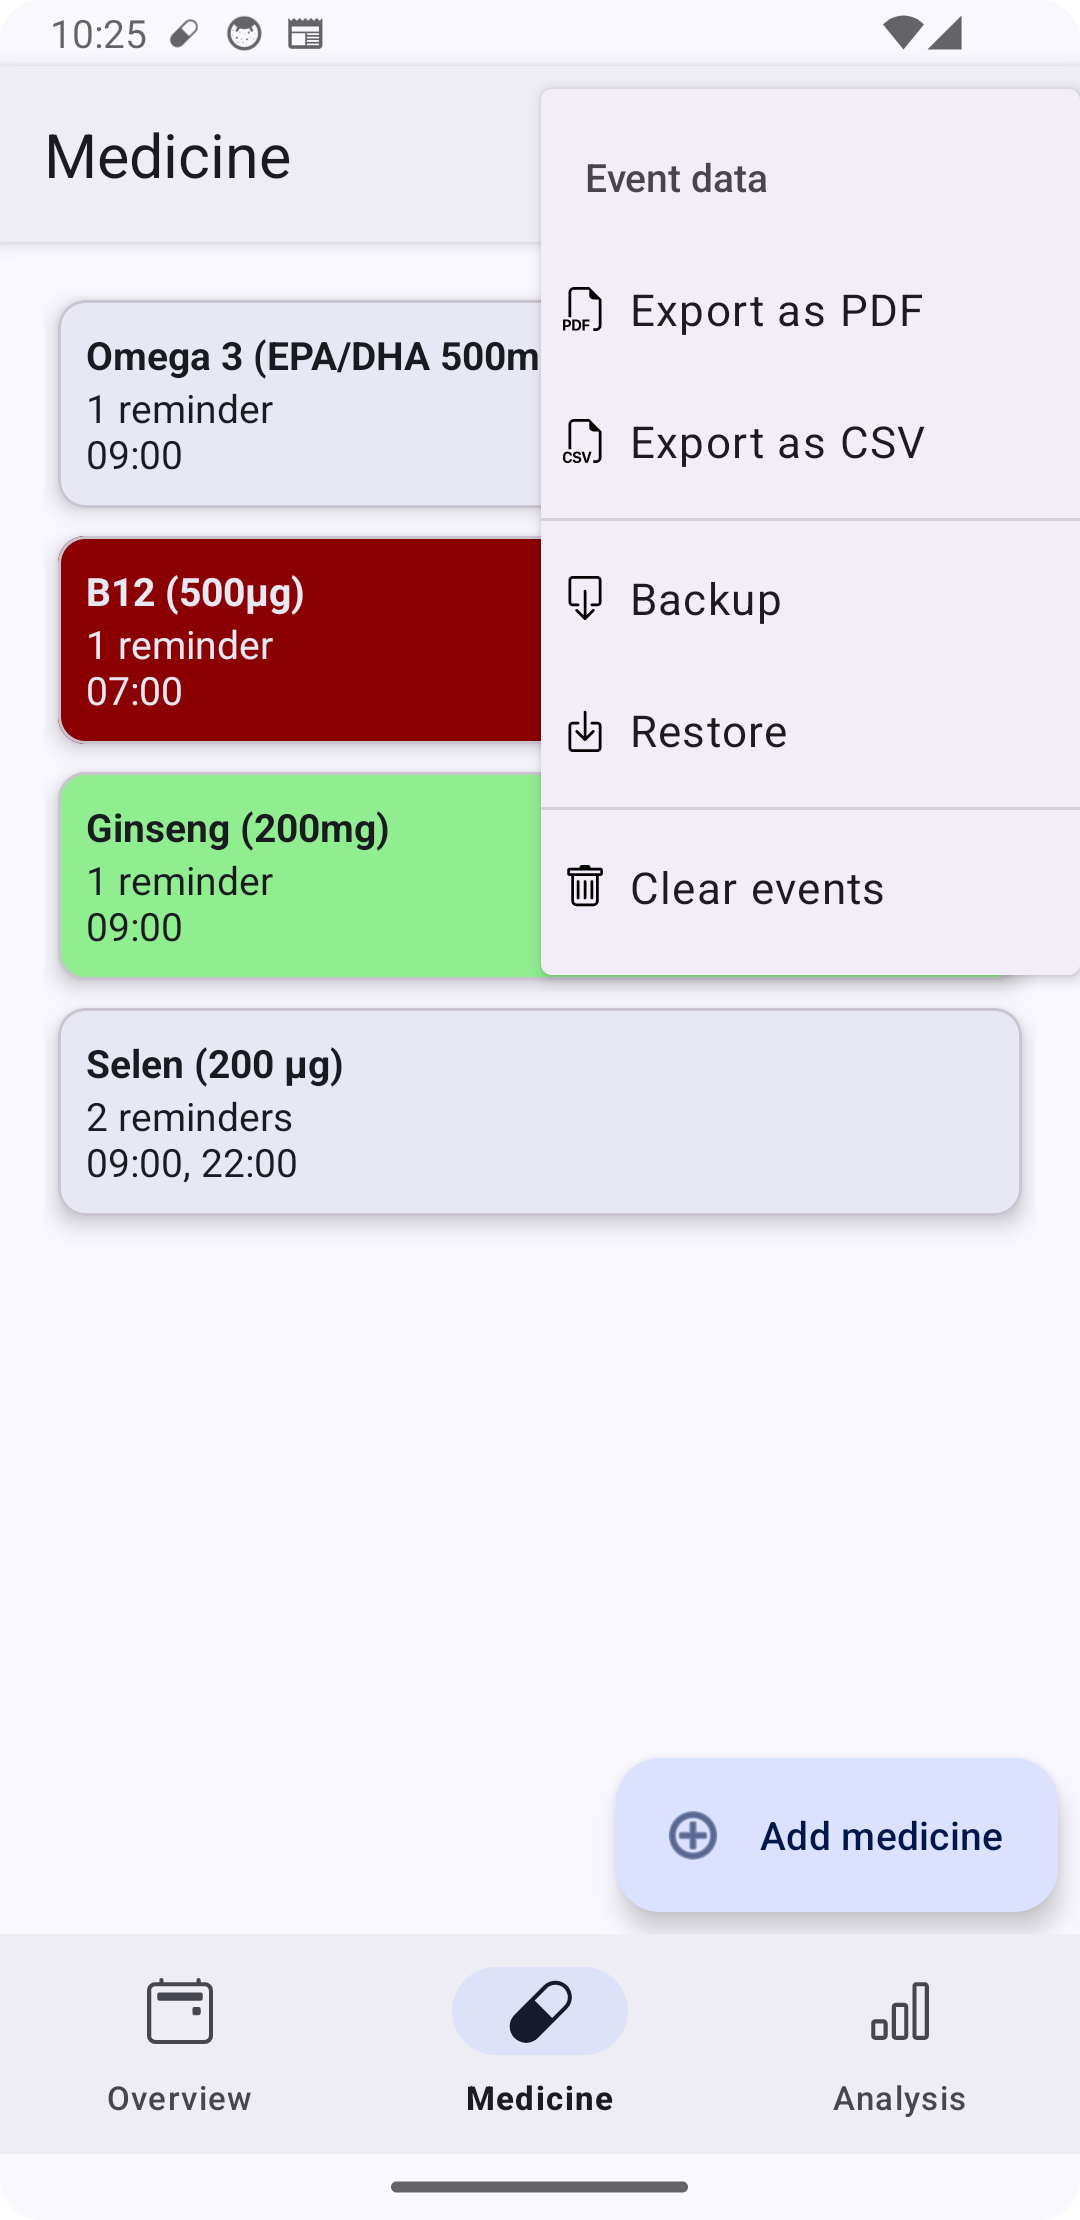 10:25
Medicine
Event data
Export as PDF
Export as CSV
Backup
Restore
Clear events
Omega 3 (EPA/DHA 500m
1 reminder
09:00
B12 (500µg)
1 reminder
07:00
Ginseng (200mg)
1 reminder
09:00
Selen (200 µg)
2 reminders
09:00, 22:00
Add medicine
Overview
Medicine
Analysis